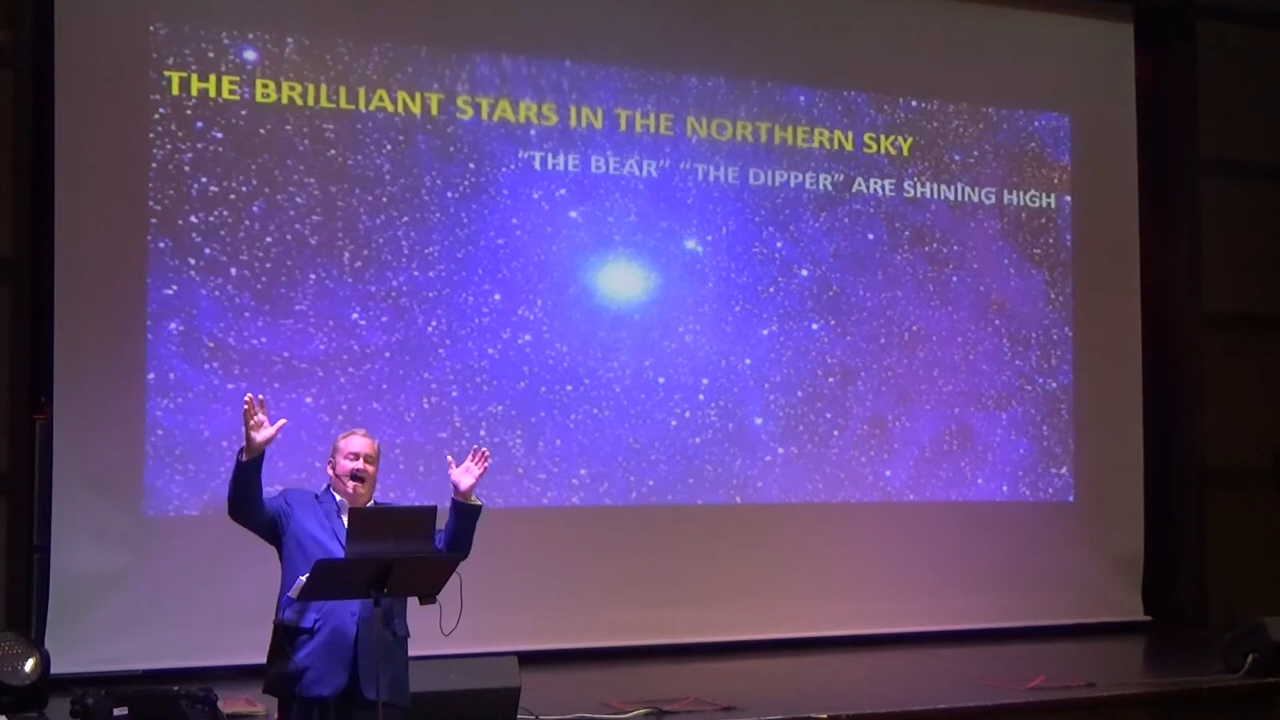 THE BRILLIANT STARS IN THE NORTHERN SKY
“THE BEAR” “THE DIPPER” ARE SHINING HIGH